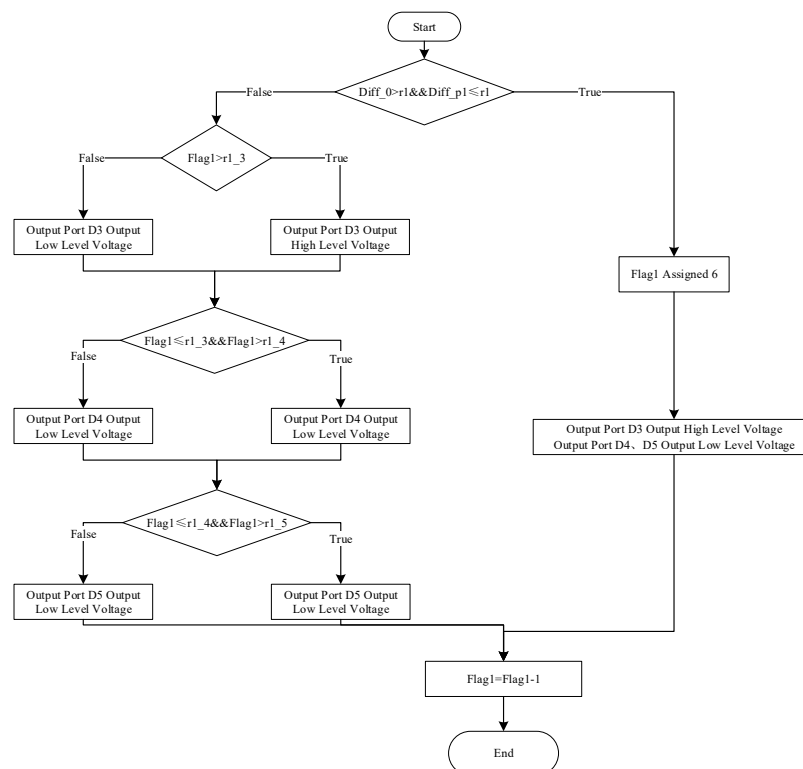 Start
Diff_0>r1&&Diff_p1≤r1
False
True
Flag1>r1_3
False
True
Output Port D3 Output
Low Level Voltage
Output Port D3 Output
High Level Voltage
Flag1 Assigned 6
Flag1≤r1_3&&Flag1>r1_4
False
True
Output Port D4 Output
Low Level Voltage
Output Port D4 Output
Low Level Voltage
Output Port D3 Output High Level Voltage
Output Port D4、D5 Output Low Level Voltage
Flag1≤r1_4&&Flag1>r1_5
False
True
Output Port D5 Output
Low Level Voltage
Output Port D5 Output
Low Level Voltage
Flag1=Flag1-1
End